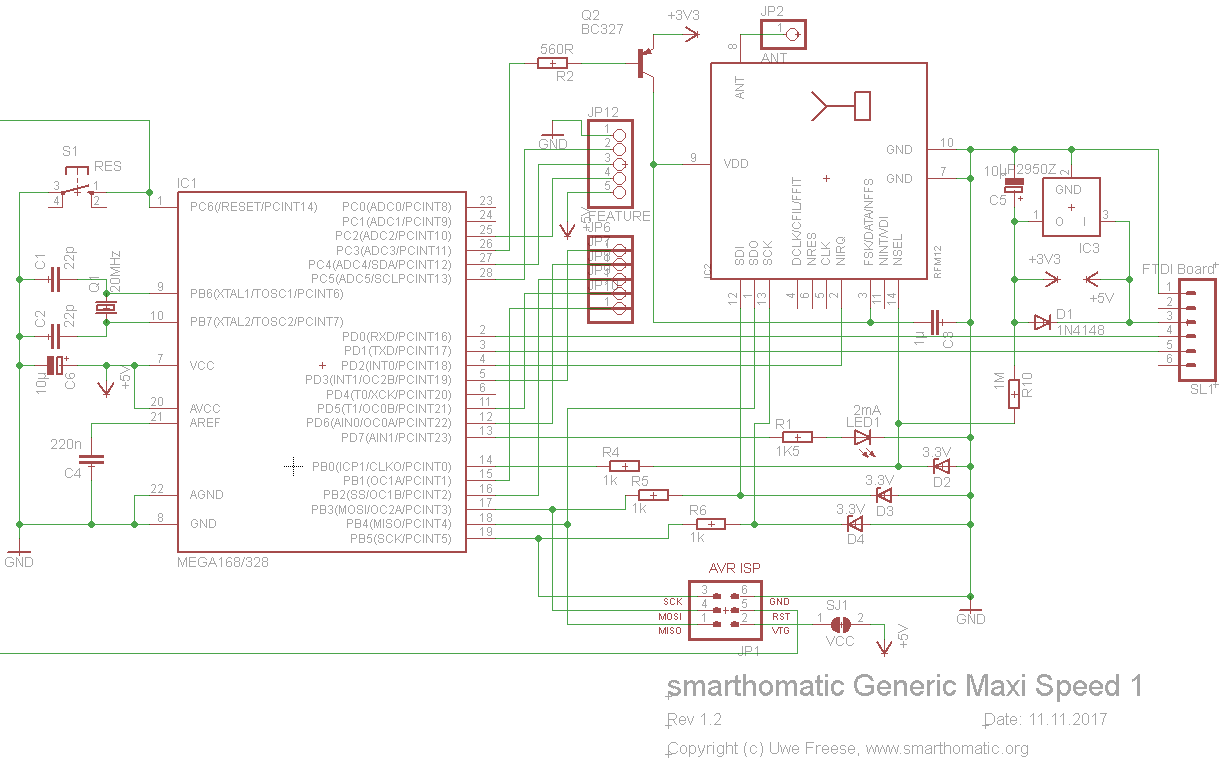 Q2
BC327
+3V3
JP2
1
ANT
8
560R
R2
ANT
JP12
1
2
3
4
5
GND
+5V
FEATURE
JP6
JP7
JP8
JP9
JP10
1
S1
RES
3
1
4
2
IC1
1
PC6(/RESET/PCINT14)
9
PB6(XTAL1/TOSC1/PCINT6)
10
PB7(XTAL2/TOSC2/PCINT7)
7
VCC
20
AVCC
21
AREF
22
AGND
8
GND
PC0(ADC0/PCINT8)
23
PC1(ADC1/PCINT9)
24
PC2(ADC2/PCINT10)
25
PC3(ADC3/PCINT11)
26
PC4(ADC4/SDA/PCINT12)
27
PC5(ADC5/SCL/PCINT13)
28
PD0(RXD/PCINT16)
2
PD1(TXD/PCINT17)
3
PD2(INT0/PCINT18)
4
PD3(INT1/OC2B/PCINT19)
5
PD4(T0/XCK/PCINT20)
6
PD5(T1/OC0B/PCINT21)
11
PD6(AIN0/OC0A/PCINT22)
12
PD7(AIN1/PCINT23)
13
PB0(ICP1/CLKO/PCINT0)
14
PB1(OC1A/PCINT1)
15
PB2(SS/OC1B/PCINT2)
16
PB3(MOSI/OC2A/PCINT3)
17
PB4(MISO/PCINT4)
18
PB5(SCK/PCINT5)
19
MEGA168/328
C1
22p
Q1
20MHz
C2
22p
10µ
C6
+5V
220n
C4
GND
9
VDD
GND
10
GND
7
SDI
SDO
SCK
DCLK/CFIL/FFIT
NRES
CLK
NIRQ
FSK/DATA/NFFS
NINT/VDI
NSEL
IC2
RFM12
12
1
13
4
6
5
2
3
11
14
1µ
C3
10µ
C5
LP2950Z
2
GND
1
O
I
3
IC3
+3V3
+5V
D1
1N4148
1M
R10
FTDI Board
1
2
3
4
5
6
SL1
R1
1K5
2mA
LED1
R4
1k
R5
1k
R6
1k
3.3V
D2
3.3V
D3
3.3V
D4
AVR ISP
SCK
3
6
GND
MOSI
4
5
RST
MISO
1
2
VTG
JP1
SJ1
1
2
VCC
+5V
GND
smarthomatic Generic Maxi Speed 1
Rev 1.2
Date: 11.11.2017
Copyright (c) Uwe Freese, www.smarthomatic.org